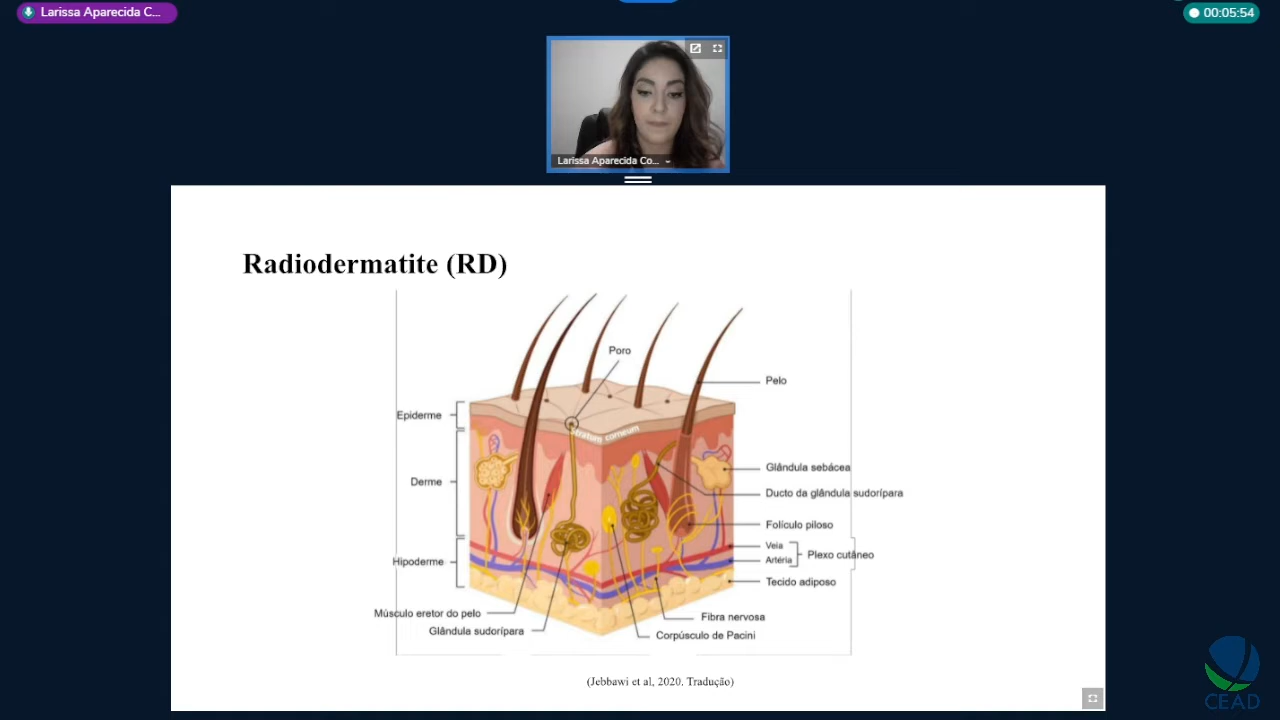 Larissa Aparecida C...
00:05:54
Larissa Aparecida Co...
Radiodermatite (RD)
Poro
Pelo
Epiderme
stratum corneum
Glândula sebácea
Derme
Ducto da glândula sudorípara
Folículo piloso
Veia
Plexo cutâneo
Artéria
Hipoderme
Tecido adiposo
Músculo eretor do pelo
Fibra nervosa
Glândula sudorípara
Corpúsculo de Pacini
(Jebbawi et al, 2020. Tradução)
CEAD